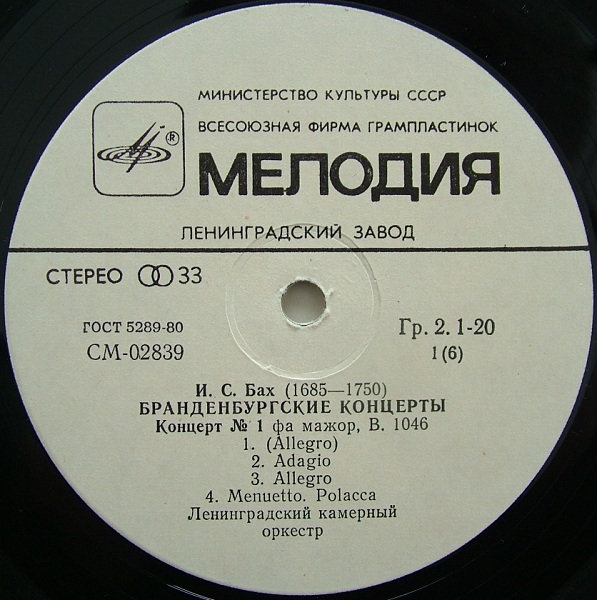 МИНИСТЕРСТВО КУЛЬТУРЫ СССР
ВСЕСОЮЗНАЯ ФИРМА ГРАМПЛАСТИНОК
®
МЕЛОДИЯ
ЛЕНИНГРАДСКИЙ ЗАВОД
СТЕРЕО 33
ГОСТ 5289-80
СМ-02839
Гр. 2. 1-20
1 (6)
И. С. Бах (1685—1750)
БРАНДЕНБУРГСКИЕ КОНЦЕРТЫ
Концерт № 1 фа мажор, В. 1046
1. (Allegro)
2. Adagio
3. Allegro
4. Menuetto. Polacca
Ленинградский камерный
оркестр